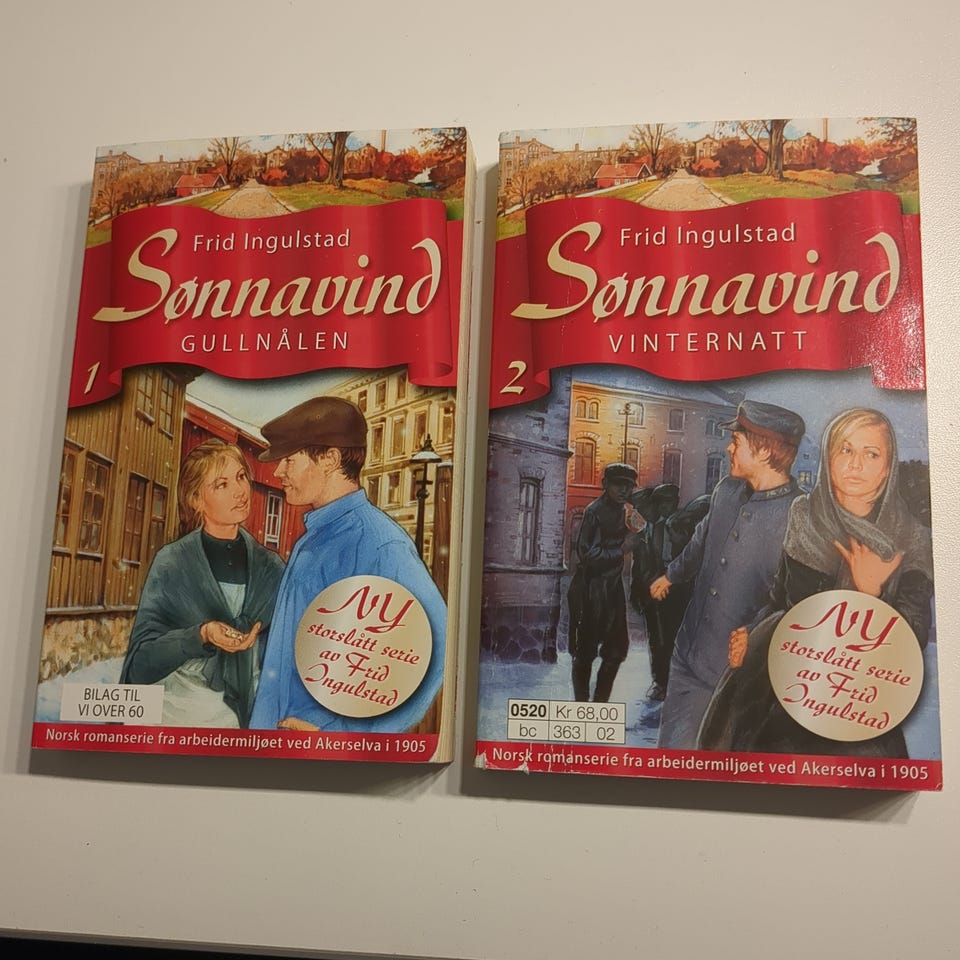 Frid Ingulstad
Sønnavind
GULLNÅLEN
1
NY
storslått serie
av Frid
Ingulstad
BILAG TIL
VI OVER 60
Norsk romanserie fra arbeidermiljøet ved Akerselva i 1905
Frid Ingulstad
Sønnavind
VINTERNATT
2
NY
storslått serie
av Frid
Ingulstad
0520 Kr 68,00
bc 363 02
Norsk romanserie fra arbeidermiljøet ved Akerselva i 1905